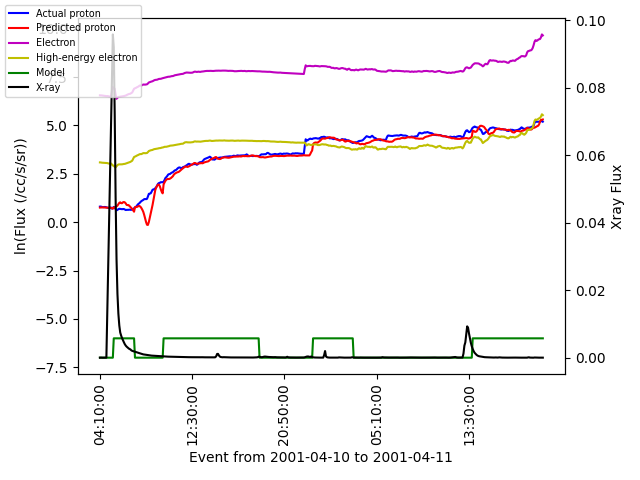 Actual proton
Predicted proton
Electron
High-energy electron
Model
X-ray
7.5
5.0
2.5
0.0
−2.5
−5.0
−7.5
ln(Flux (/cc/s/sr))
0.10
0.08
0.06
0.04
0.02
0.00
Xray Flux
04:10:00
12:30:00
20:50:00
05:10:00
13:30:00
Event from 2001-04-10 to 2001-04-11